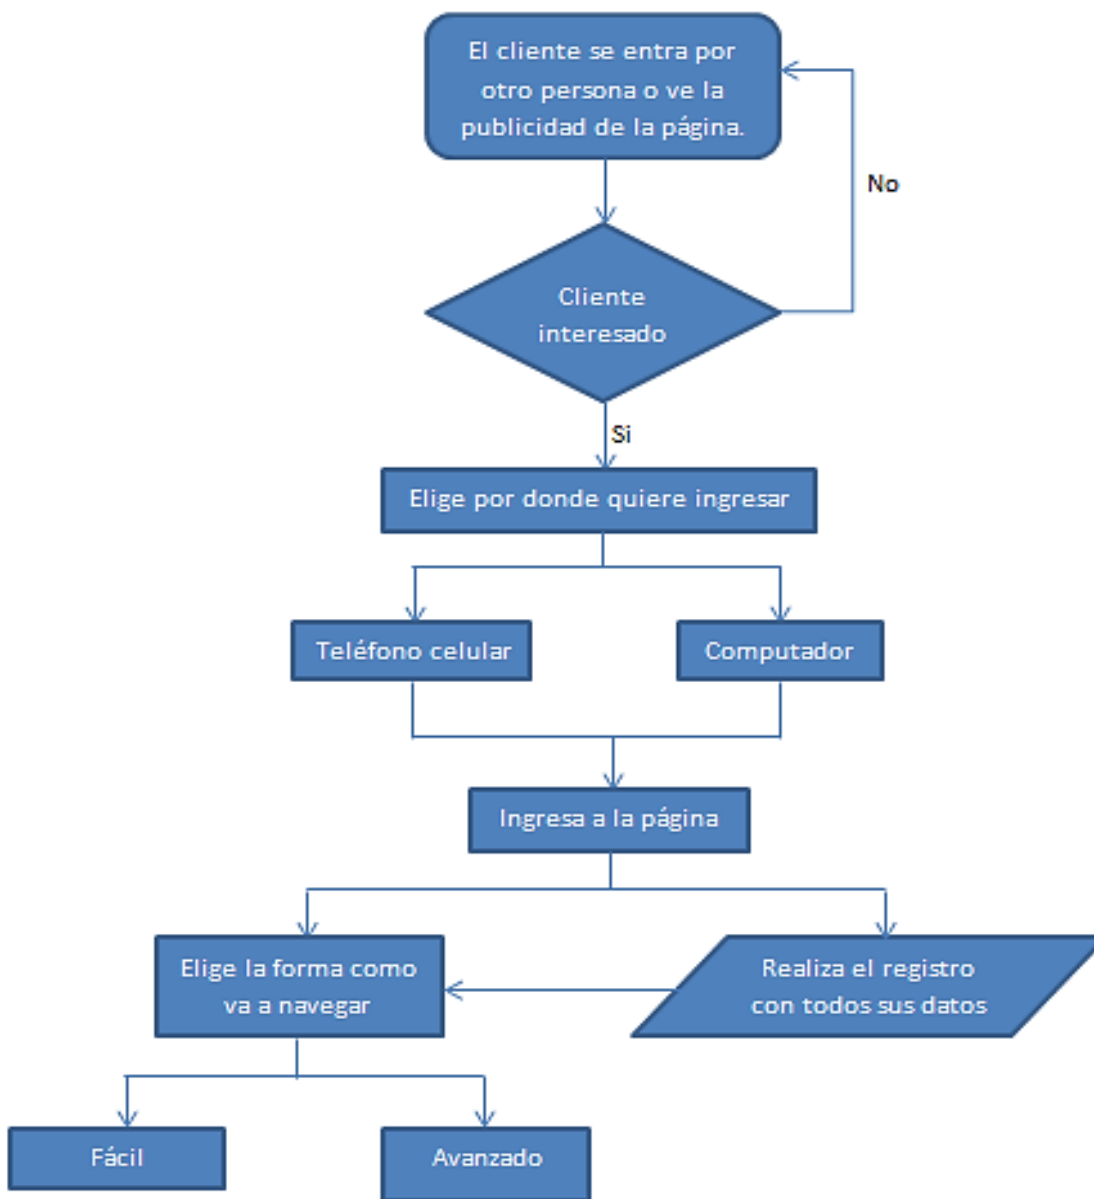 El cliente se entra por
otro persona o ve la
publicidad de la página.
No
Cliente
interesado
Si
Elige por donde quiere ingresar
Teléfono celular
Computador
Ingresa a la página
Elige la forma como
va a navegar
Realiza el registro
con todos sus datos
Fácil
Avanzado